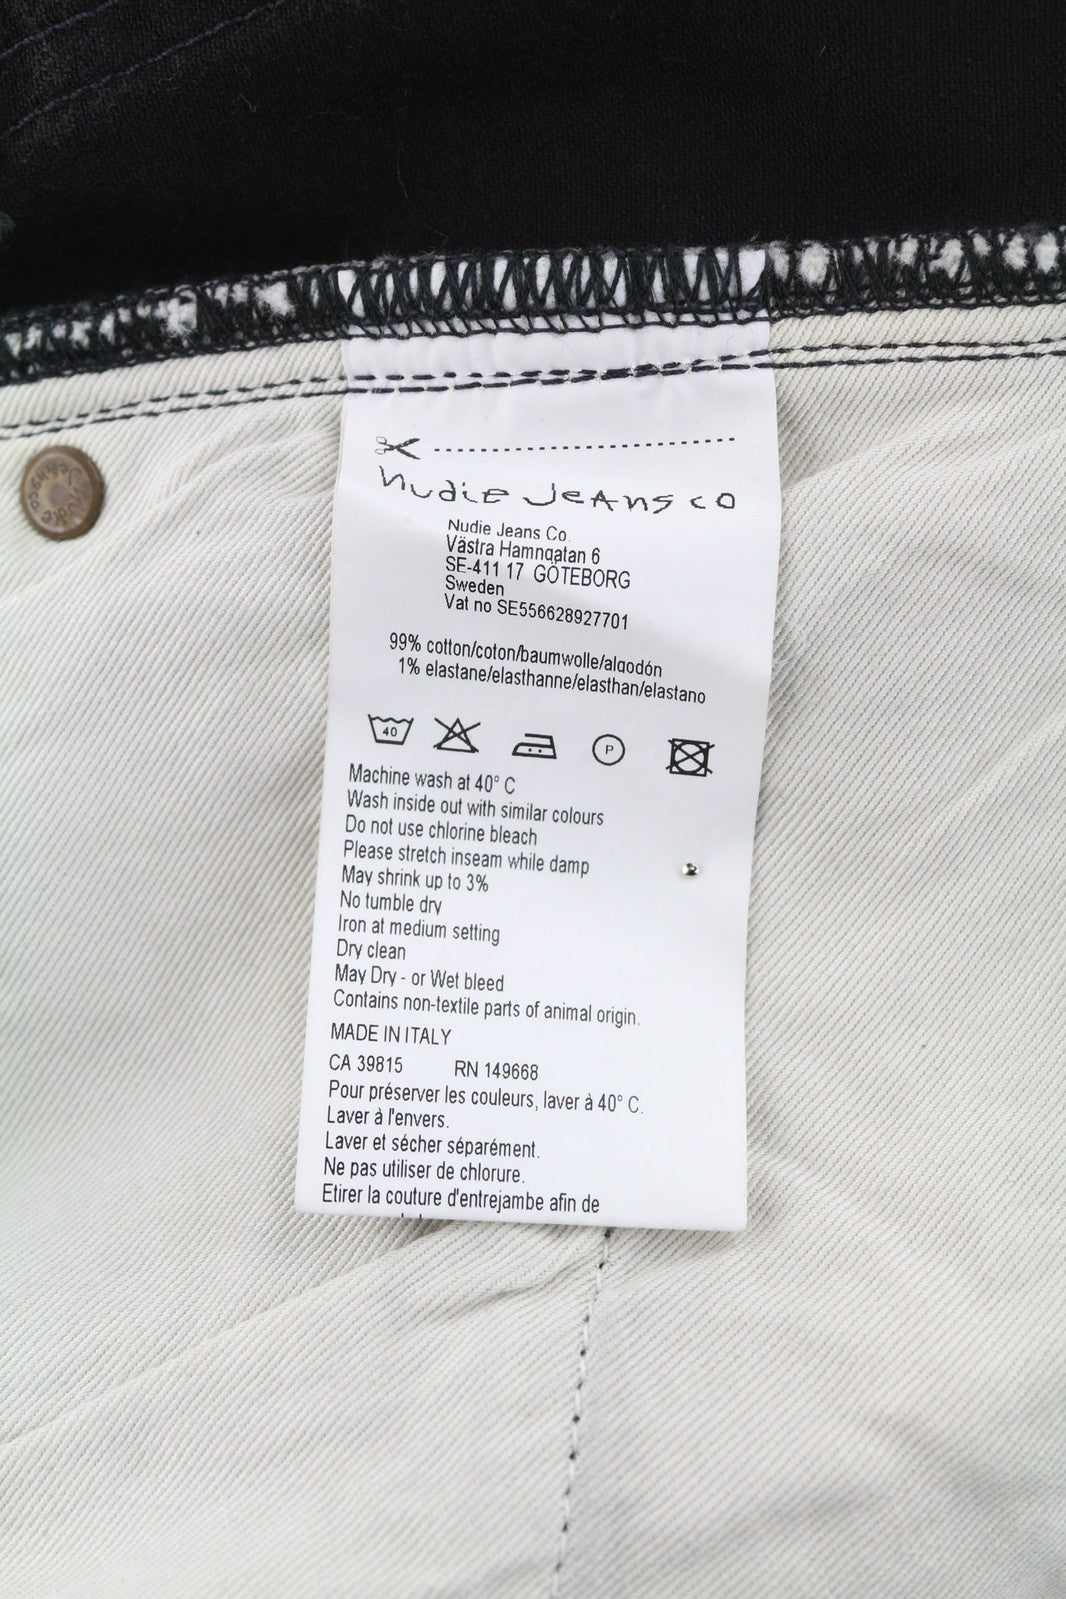 nudie jeans co
Nudie Jeans Co.
Västra Hamngatan 6
SE-411 17 GÖTEBORG
Sweden
Vat no SE556628927701
99% cotton/coton/baumwolle/algodón
1% elastane/elasthanne/elasthan/elastano
40
P
Machine wash at 40° C
Wash inside out with similar colours
Do not use chlorine bleach
Please stretch inseam while damp
May shrink up to 3%
No tumble dry
Iron at medium setting
Dry clean
May Dry - or Wet bleed
Contains non-textile parts of animal origin.
MADE IN ITALY
CA 39815 RN 149668
Pour préserver les couleurs, laver à 40° C.
Laver à l'envers.
Laver et sécher séparément.
Ne pas utiliser de chlorure.
Etirer la couture d'entrejambe afin de
Nudie
Jeans co